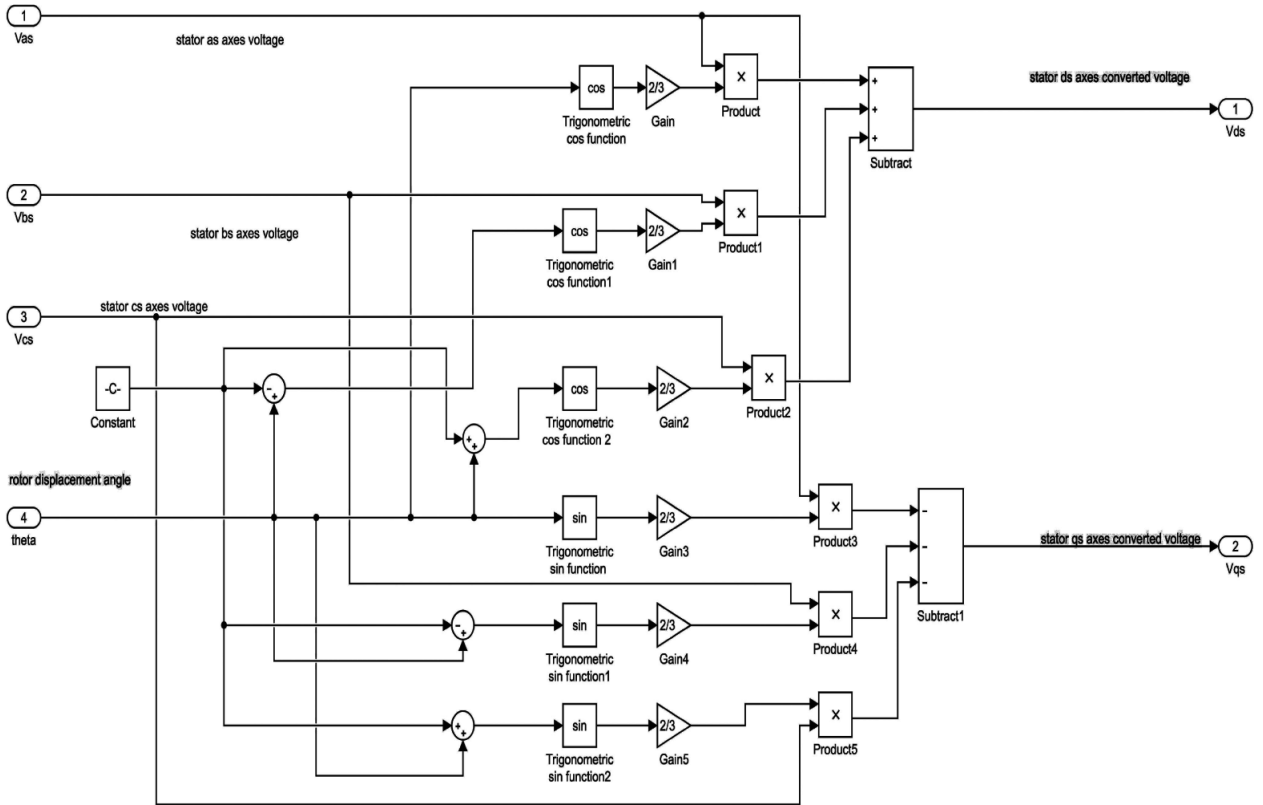 1
Vas
stator as axes voltage
cos
Trigonometric
cos function
2/3
Gain
×
Product
+
+
+
Subtract
stator ds axes converted voltage
1
Vds
2
Vbs
stator bs axes voltage
cos
Trigonometric
cos function1
2/3
Gain1
×
Product1
3
Vcs
stator cs axes voltage
-C-
Constant
-
+
+
+
cos
Trigonometric
cos function 2
2/3
Gain2
×
Product2
rotor displacement angle
4
theta
sin
Trigonometric
sin function
2/3
Gain3
×
Product3
-
-
-
Subtract1
stator qs axes converted voltage
2
Vqs
-
+
sin
Trigonometric
sin function1
2/3
Gain4
×
Product4
+
+
sin
Trigonometric
sin function2
2/3
Gain5
×
Product5